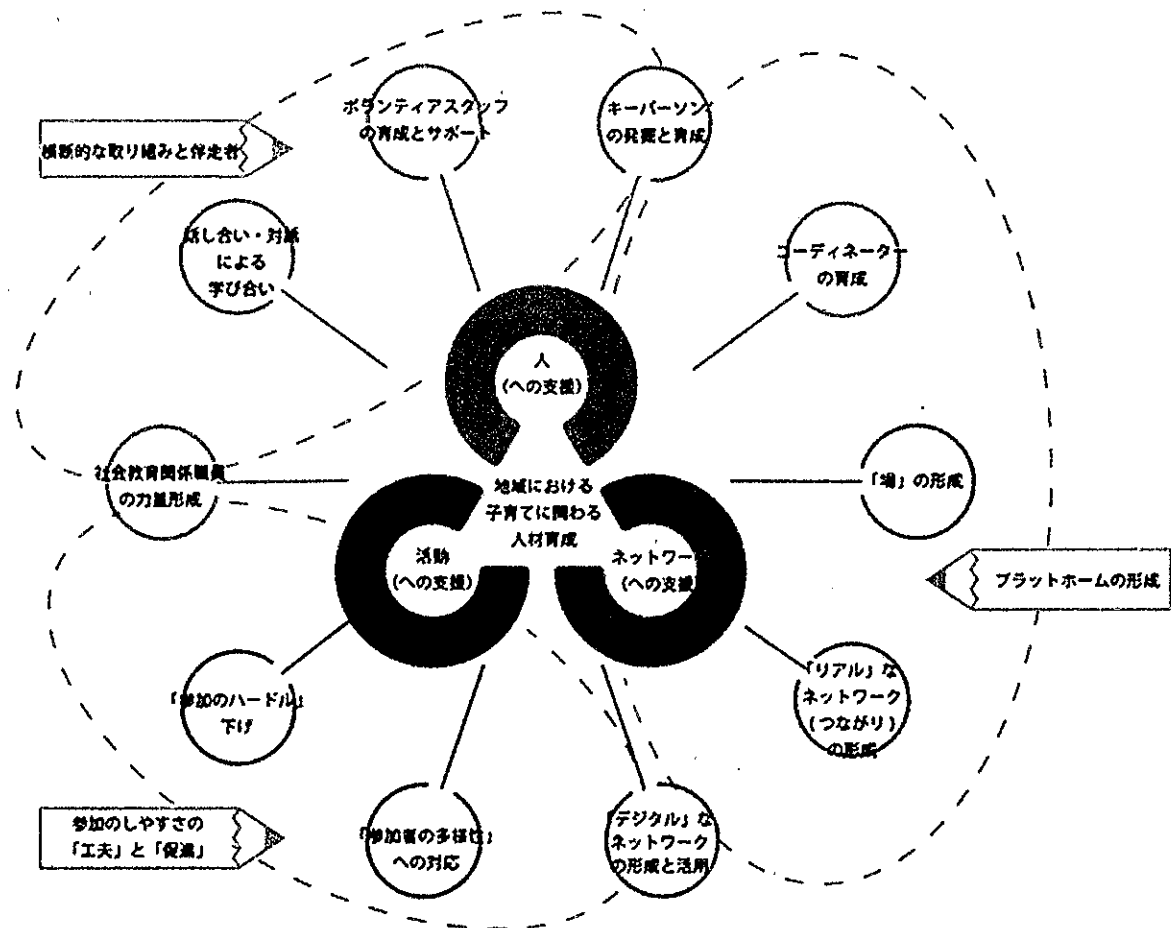 ボランティアスタッフ
の育成とサポート
キーパーソン
の発掘と育成
横断的な取り組みと伴走者
話し合い・対話
による
学び合い
コーディネーター
の育成
人
(への支援)
社会教育関係職員
の力量形成
地域における
子育てに関わる
人材育成
「場」の形成
活動
(への支援)
ネットワーク
(への支援)
プラットホームの形成
「参加のハードル」
下げ
「リアル」な
ネットワーク
(つながり)
の形成
参加のしやすさの
「工夫」と「促進」
「参加者の多様性」
への対応
「デジタル」な
ネットワーク
の形成と活用